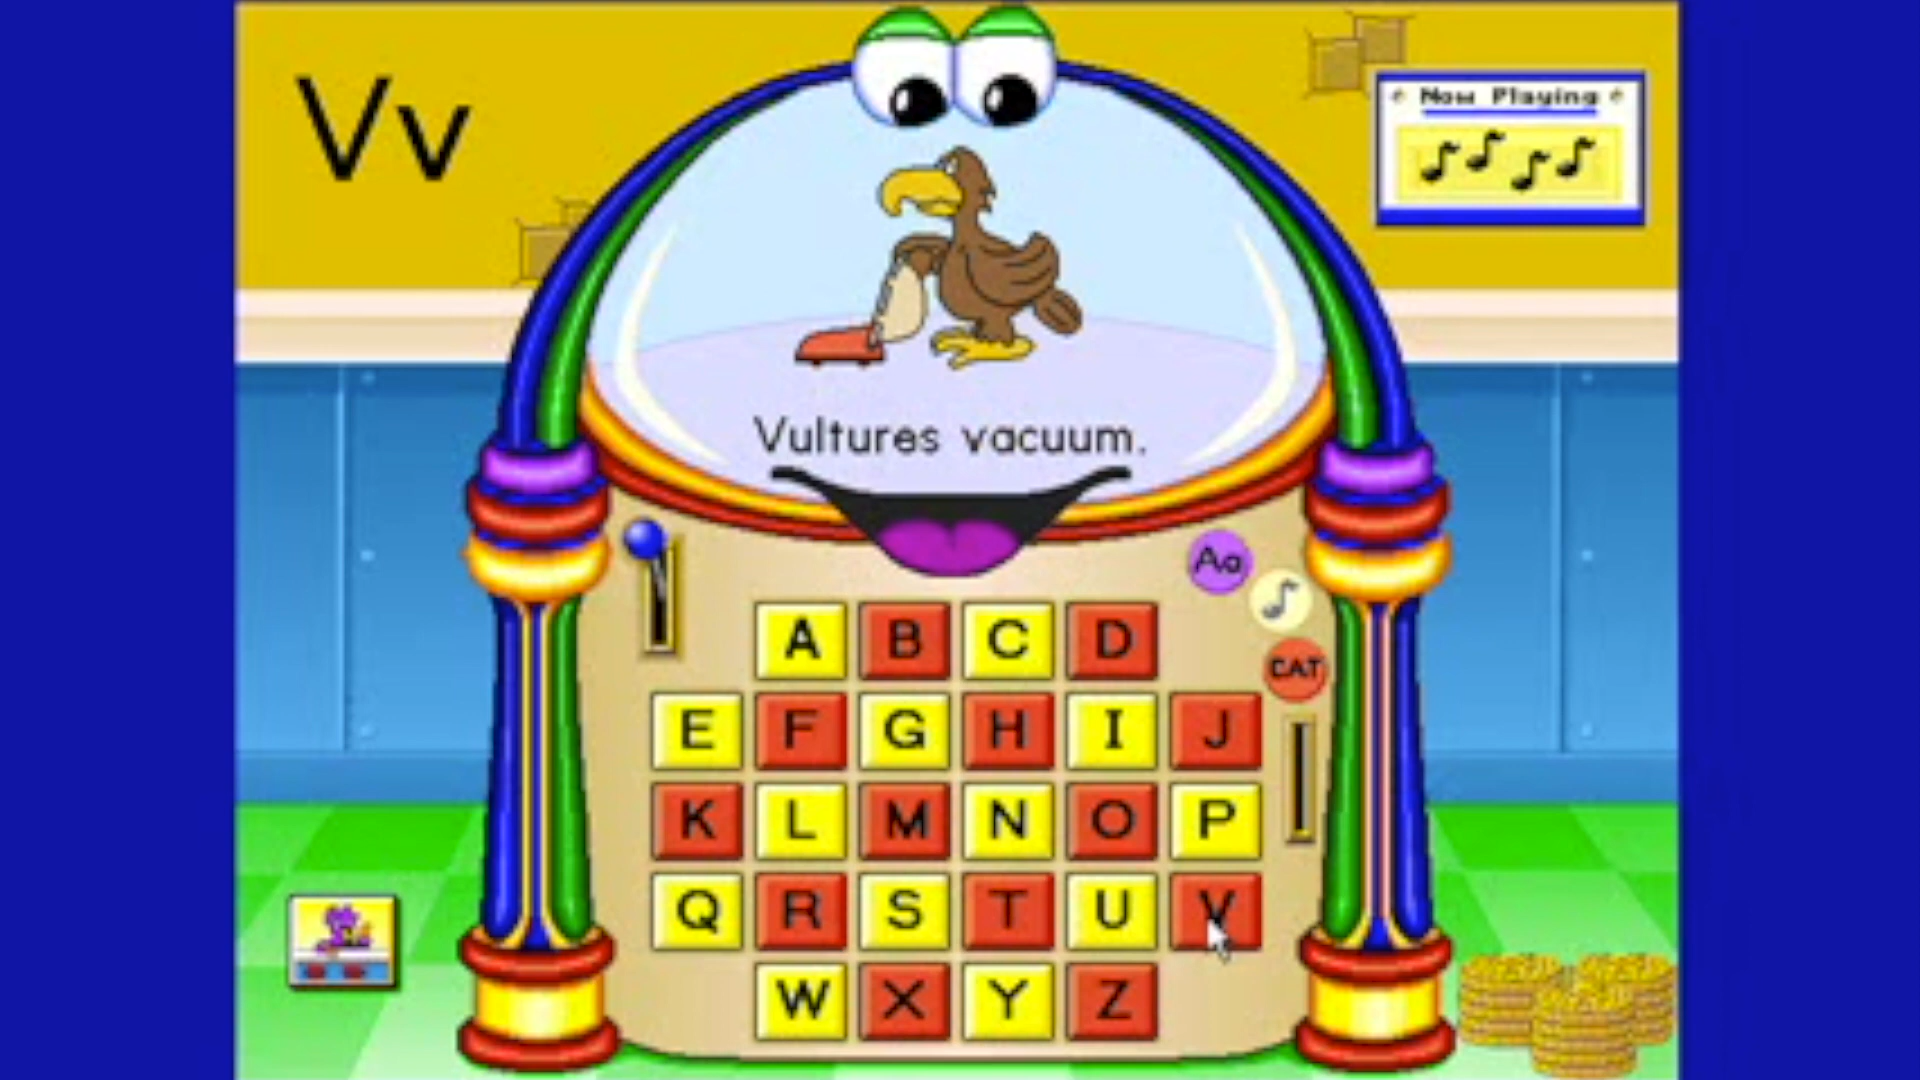 Vv
Now Playing
Vultures vacuum.
Aa
CAT
A B C D
E F G H I J
K L M N O P
Q R S T U V
W X Y Z